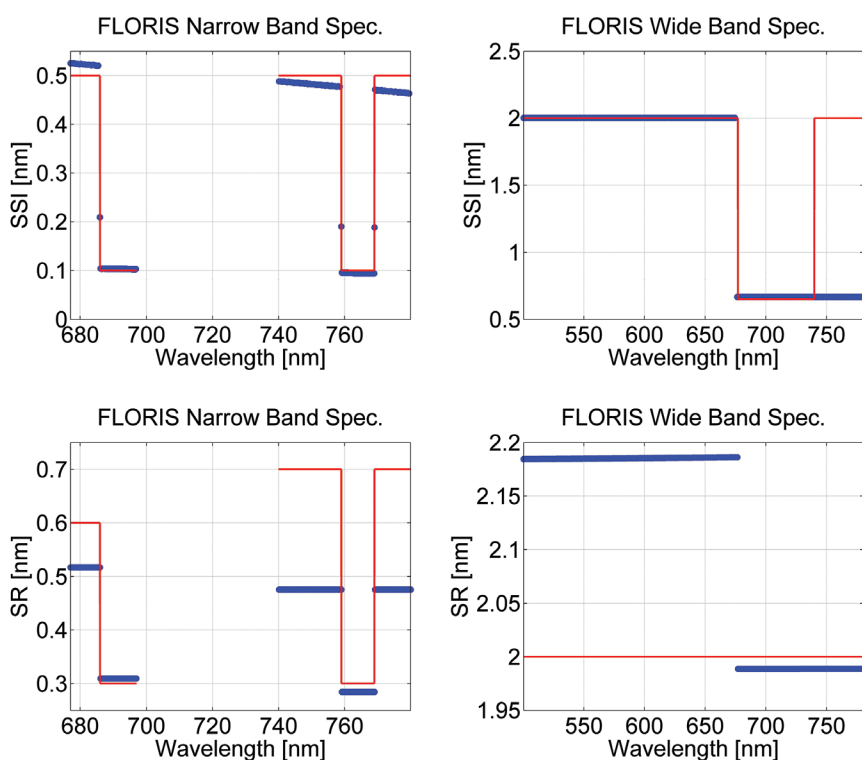 FLORIS Narrow Band Spec.
SSI [nm]
0.5
0.4
0.3
0.2
0.1
0
680 700 720 740 760
Wavelength [nm]
FLORIS Wide Band Spec.
SSI [nm]
2.5
2
1.5
1
0.5
550 600 650 700 750
Wavelength [nm]
FLORIS Narrow Band Spec.
SR [nm]
0.7
0.6
0.5
0.4
0.3
680 700 720 740 760
Wavelength [nm]
FLORIS Wide Band Spec.
SR [nm]
2.2
2.15
2.1
2.05
2
1.95
550 600 650 700 750
Wavelength [nm]